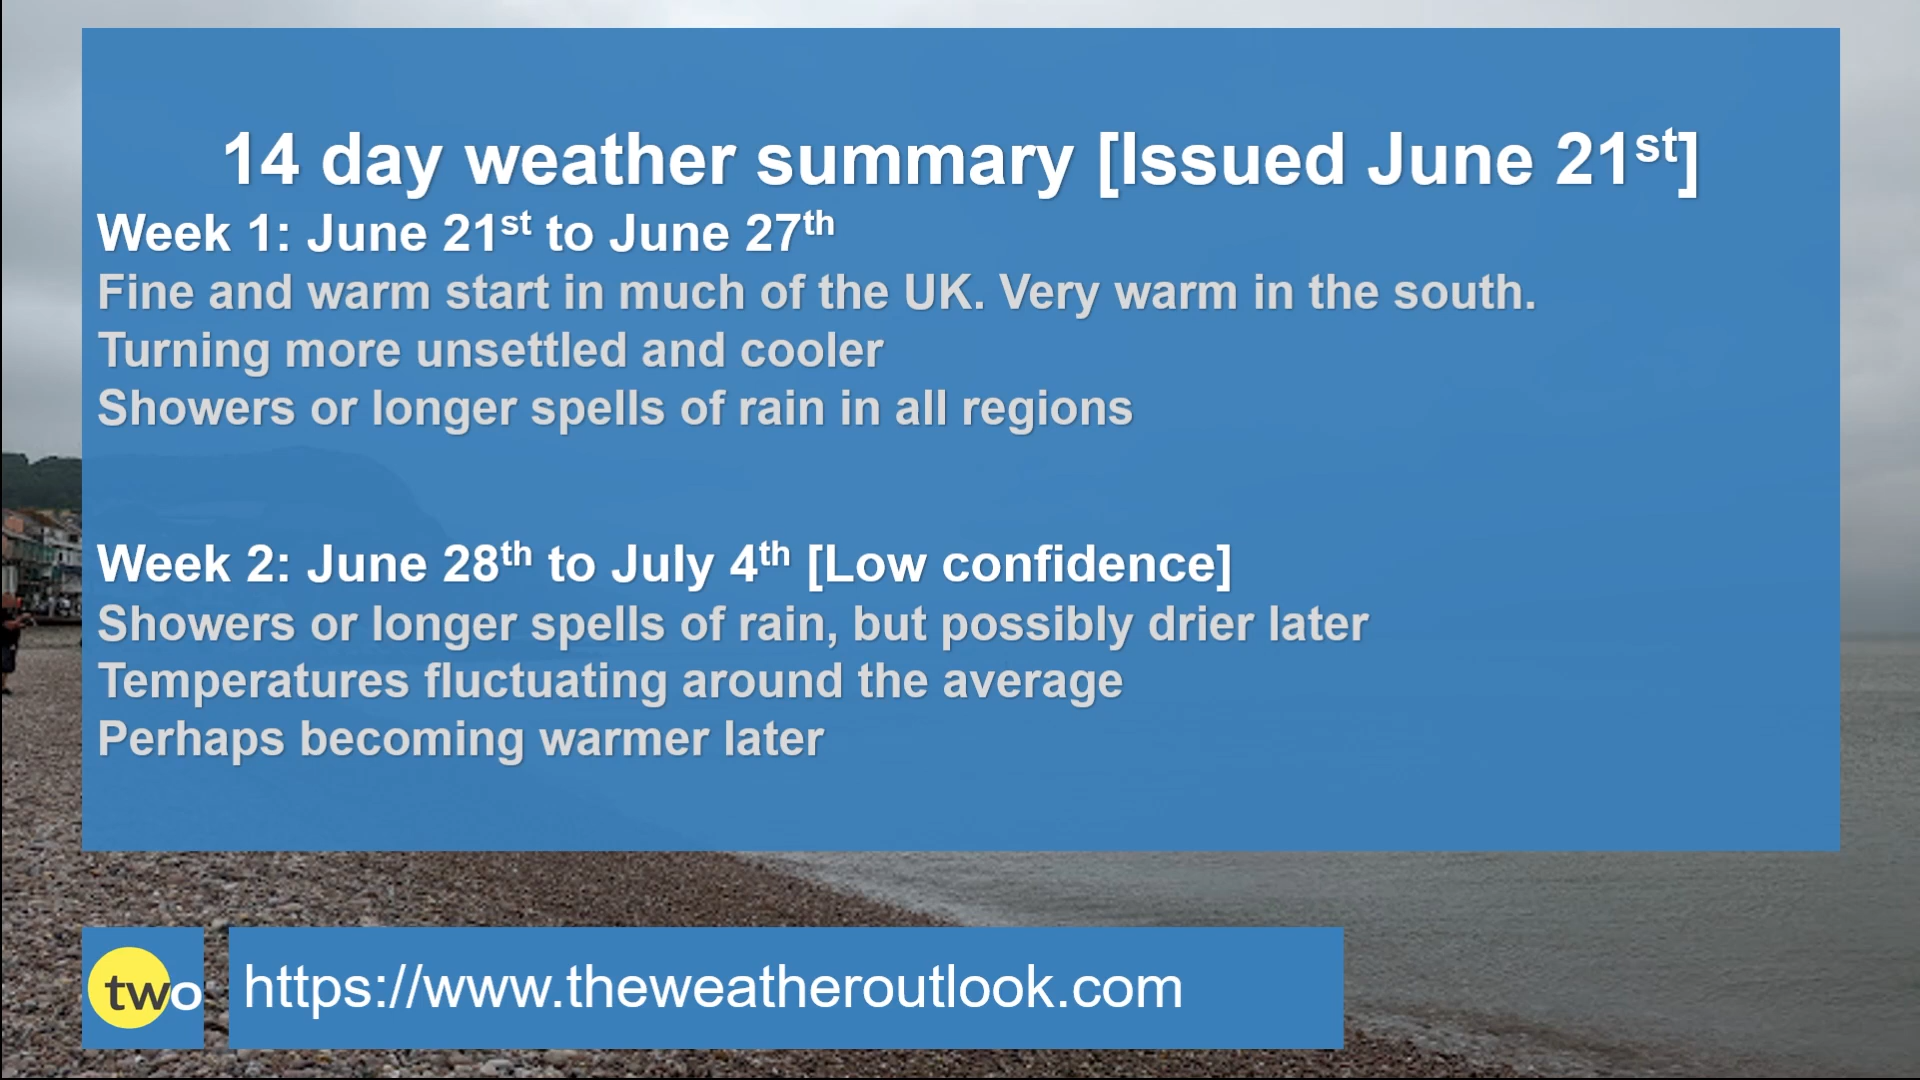 14 day weather summary [Issued June 21st]
Week 1: June 21st to June 27th
Fine and warm start in much of the UK. Very warm in the south.
Turning more unsettled and cooler
Showers or longer spells of rain in all regions
Week 2: June 28th to July 4th [Low confidence]
Showers or longer spells of rain, but possibly drier later
Temperatures fluctuating around the average
Perhaps becoming warmer later
two
https://www.theweatheroutlook.com